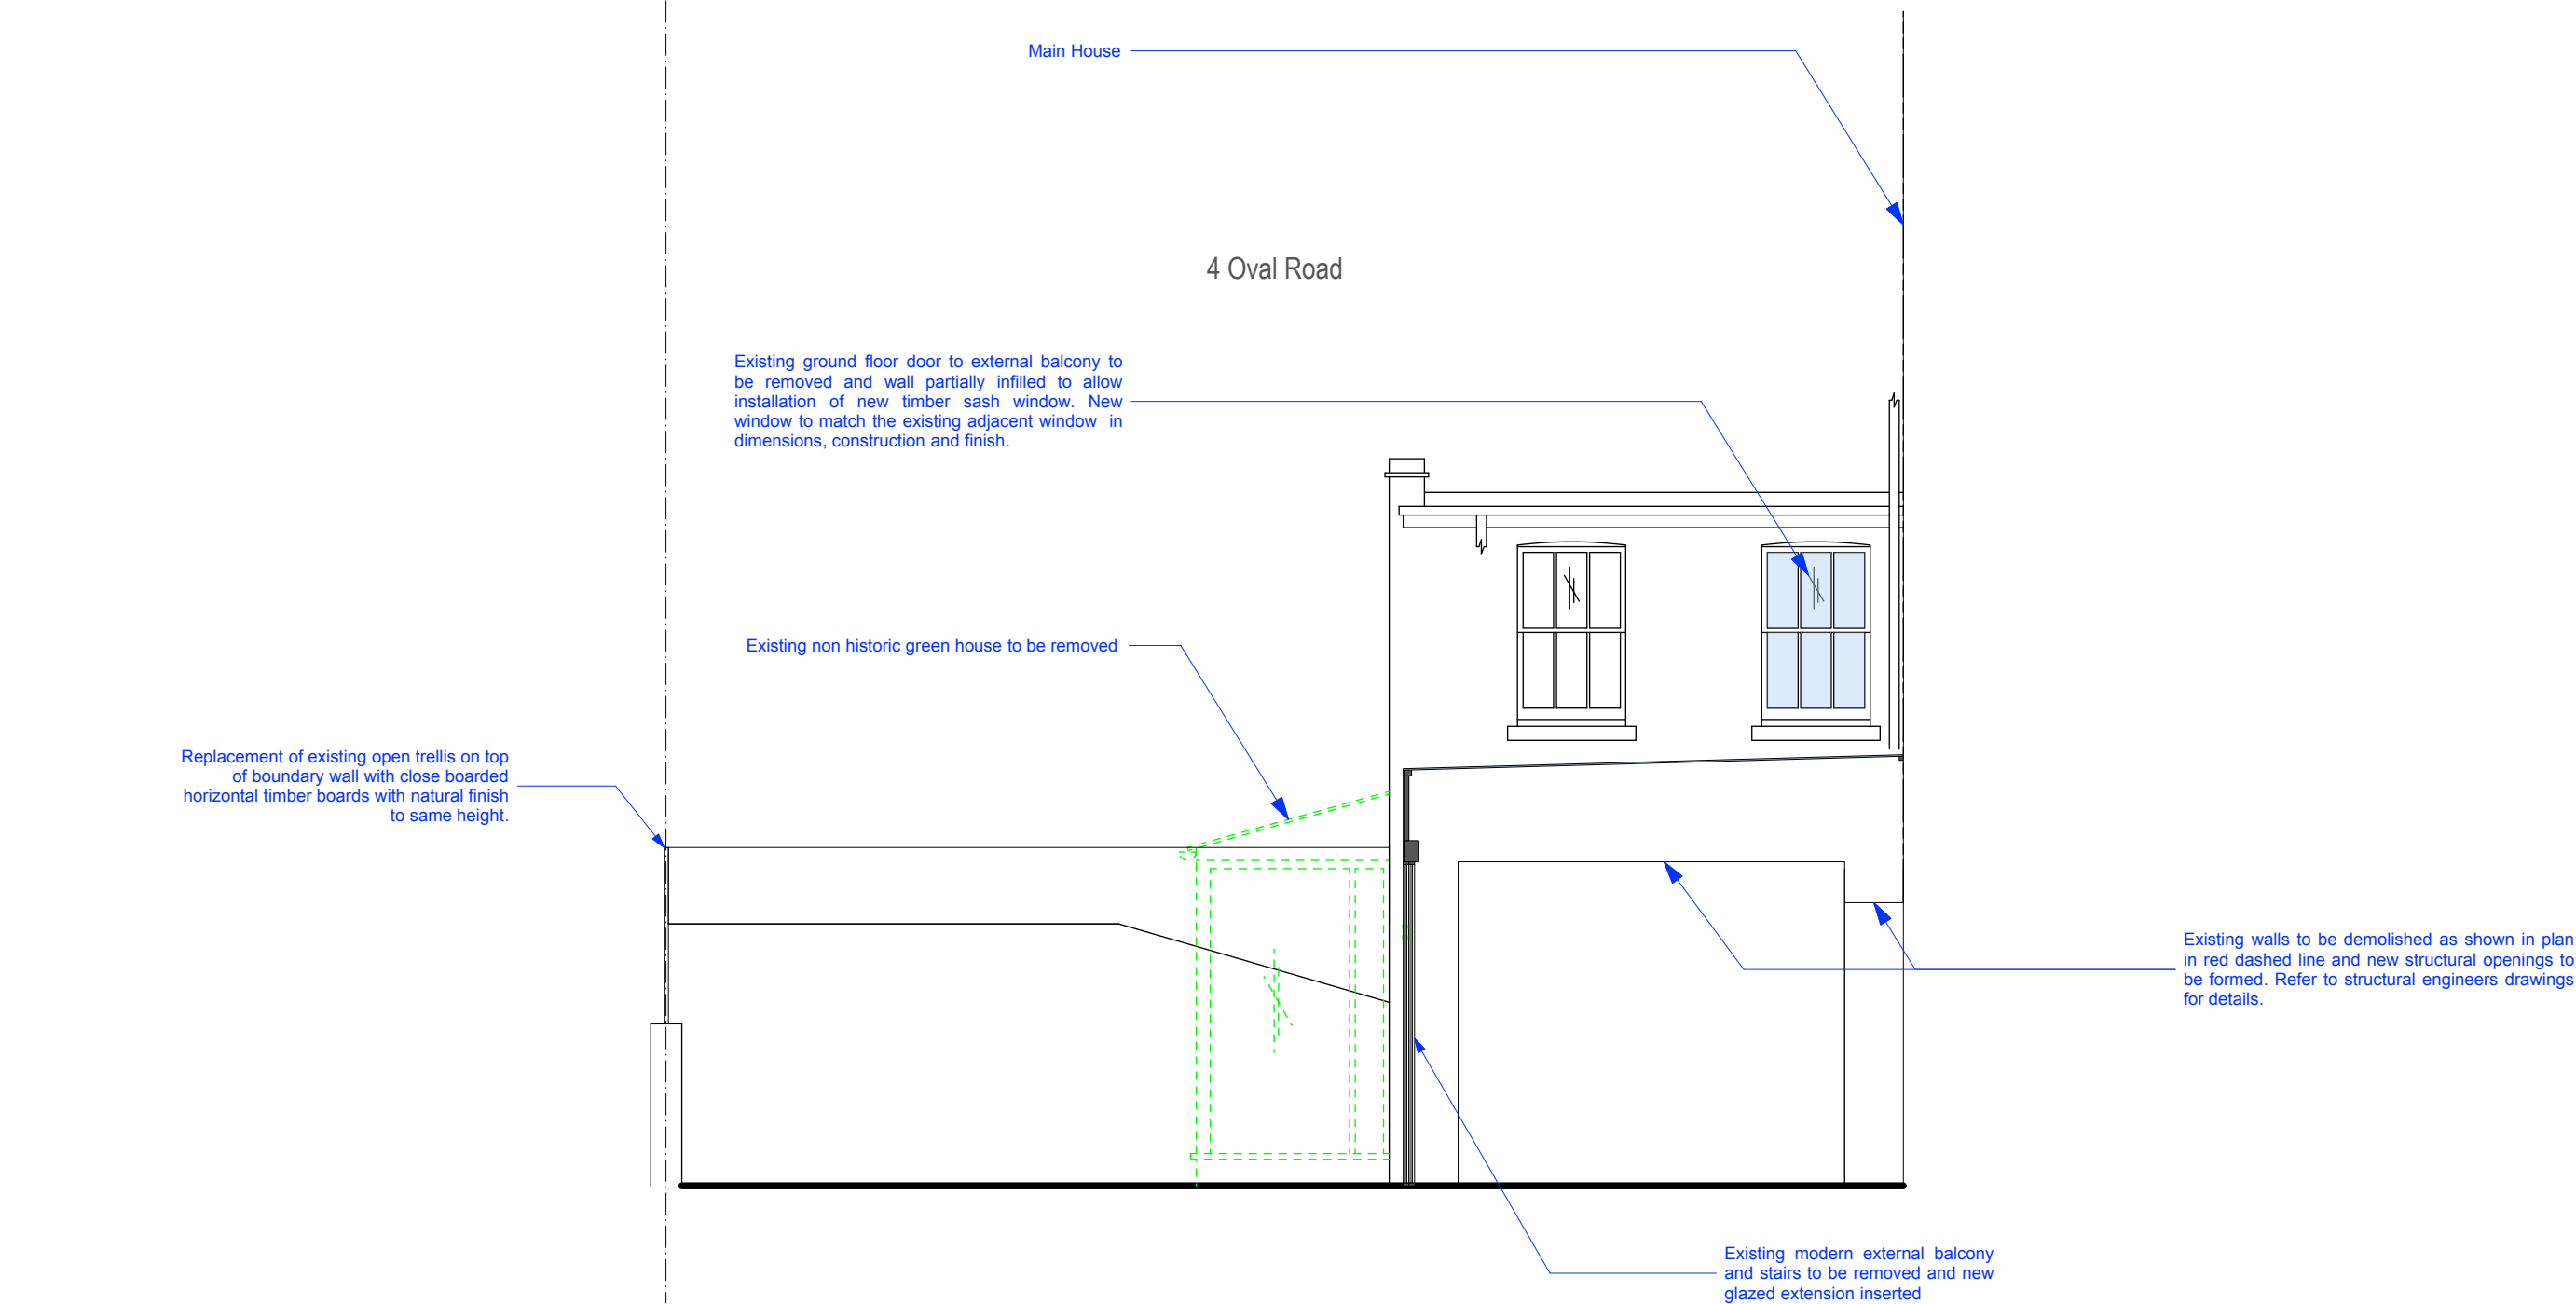 Main House
4 Oval Road
Existing ground floor door to external balcony to
be removed and wall partially infilled to allow
installation of new timber sash window. New
window to match the existing adjacent window in
dimensions, construction and finish.
Existing non historic green house to be removed
Replacement of existing open trellis on top
of boundary wall with close boarded
horizontal timber boards with natural finish
to same height.
Existing walls to be demolished as shown in plan
in red dashed line and new structural openings to
be formed. Refer to structural engineers drawings
for details.
Existing modern external balcony
and stairs to be removed and new
glazed extension inserted